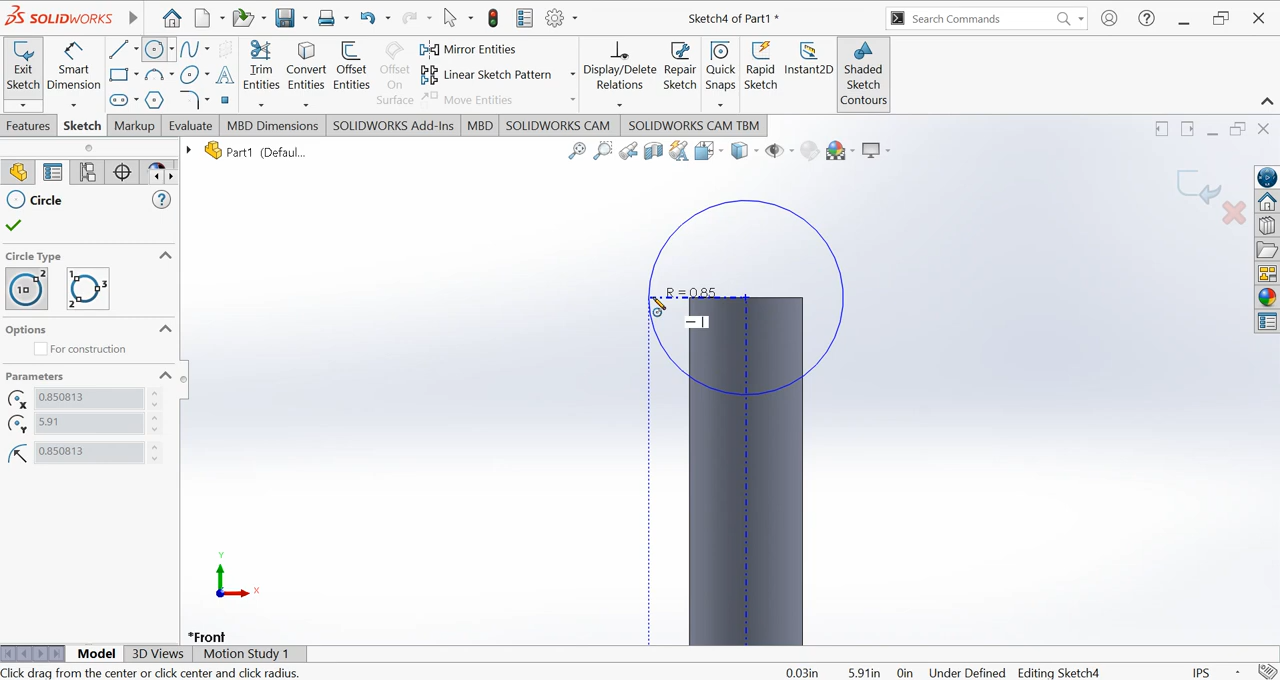 SOLIDWORKS
Sketch4 of Part1 *
Search Commands
Exit Sketch
Smart Dimension
Trim Entities
Convert Entities
Offset Entities
Offset On Surface
Mirror Entities
Linear Sketch Pattern
Move Entities
Display/Delete Relations
Repair Sketch
Quick Snaps
Rapid Sketch
Instant2D
Shaded Sketch Contours
Features
Sketch
Markup
Evaluate
MBD Dimensions
SOLIDWORKS Add-Ins
MBD
SOLIDWORKS CAM
SOLIDWORKS CAM TBM
Part1 (Defaul...
Circle
Circle Type
Options
For construction
Parameters
0.850813
5.91
0.850813
R = 0.85
Y
X
*Front
Model
3D Views
Motion Study 1
Click drag from the center or click center and click radius.
0.03in
5.91in
0in
Under Defined
Editing Sketch4
IPS